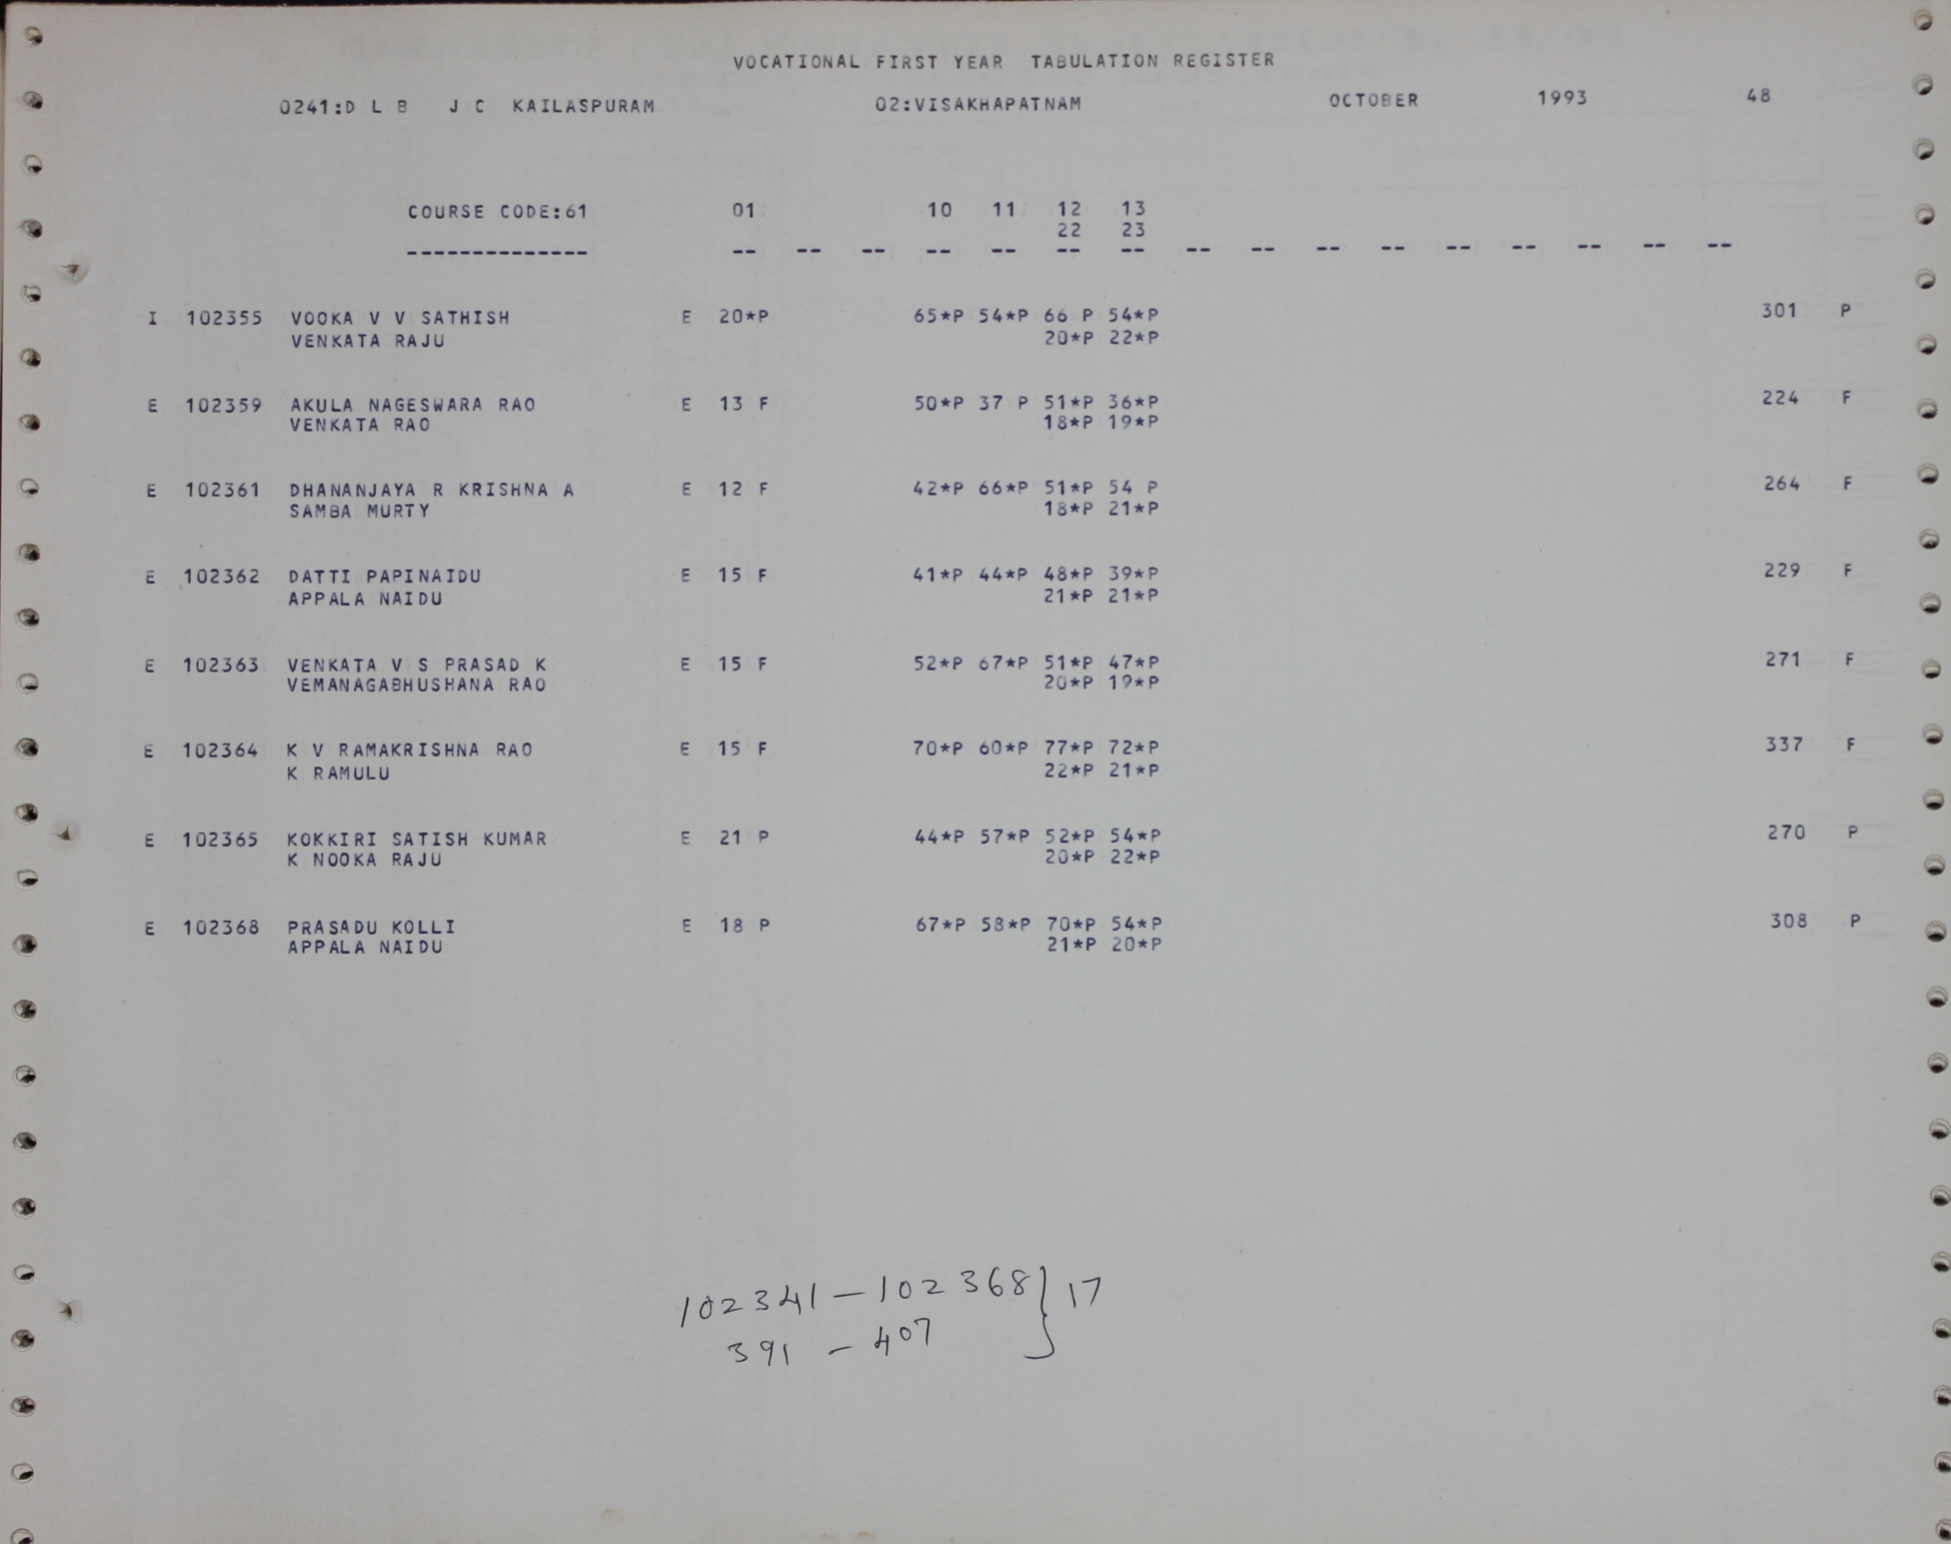 VOCATIONAL FIRST YEAR TABULATION REGISTER
0241:D L B J C KAILASPURAM 02:VISAKHAPATNAM OCTOBER 1993 48
COURSE CODE:61 01 10 11 12 13
22 23
-------------- -- -- -- -- -- -- -- -- -- -- -- -- -- -- -- --
I 102355 VOOKA V V SATHISH E 20*P 65*P 54*P 66 P 54*P 301 P
VENKATA RAJU 20*P 22*P
E 102359 AKULA NAGESWARA RAO E 13 F 50*P 37 P 51*P 36*P 224 F
VENKATA RAO 18*P 19*P
E 102361 DHANANJAYA R KRISHNA A E 12 F 42*P 66*P 51*P 54 P 264 F
SAMBA MURTY 18*P 21*P
E 102362 DATTI PAPINAIDU E 15 F 41*P 44*P 48*P 39*P 229 F
APPALA NAIDU 21*P 21*P
E 102363 VENKATA V S PRASAD K E 15 F 52*P 67*P 51*P 47*P 271 F
VEMANAGABHUSHANA RAO 20*P 19*P
E 102364 K V RAMAKRISHNA RAO E 15 F 70*P 60*P 77*P 72*P 337 F
K RAMULU 22*P 21*P
E 102365 KOKKIRI SATISH KUMAR E 21 P 44*P 57*P 52*P 54*P 270 P
K NOOKA RAJU 20*P 22*P
E 102368 PRASADU KOLLI E 18 P 67*P 58*P 70*P 54*P 308 P
APPALA NAIDU 21*P 20*P
102341 – 102368 } 17
391 – 407